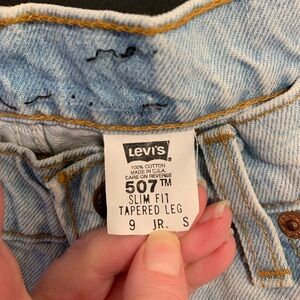 LEVI'S
100% COTTON
MADE IN U.S.A.
CARE ON REVERSE
507™
SLIM FIT
TAPERED LEG
9 JR. S